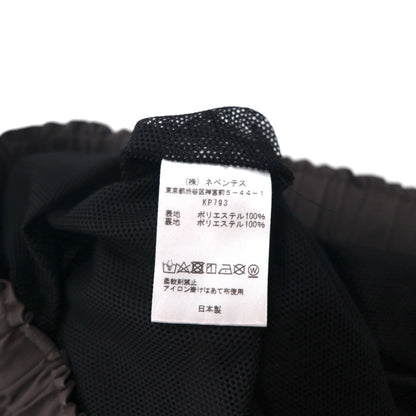 (株) ネペンテス
東京都渋谷区神宮前5-44-1
KP793
表地 ポリエステル100%
裏地 ポリエステル100%
柔軟剤禁止
アイロン掛けはあて布使用
日本製